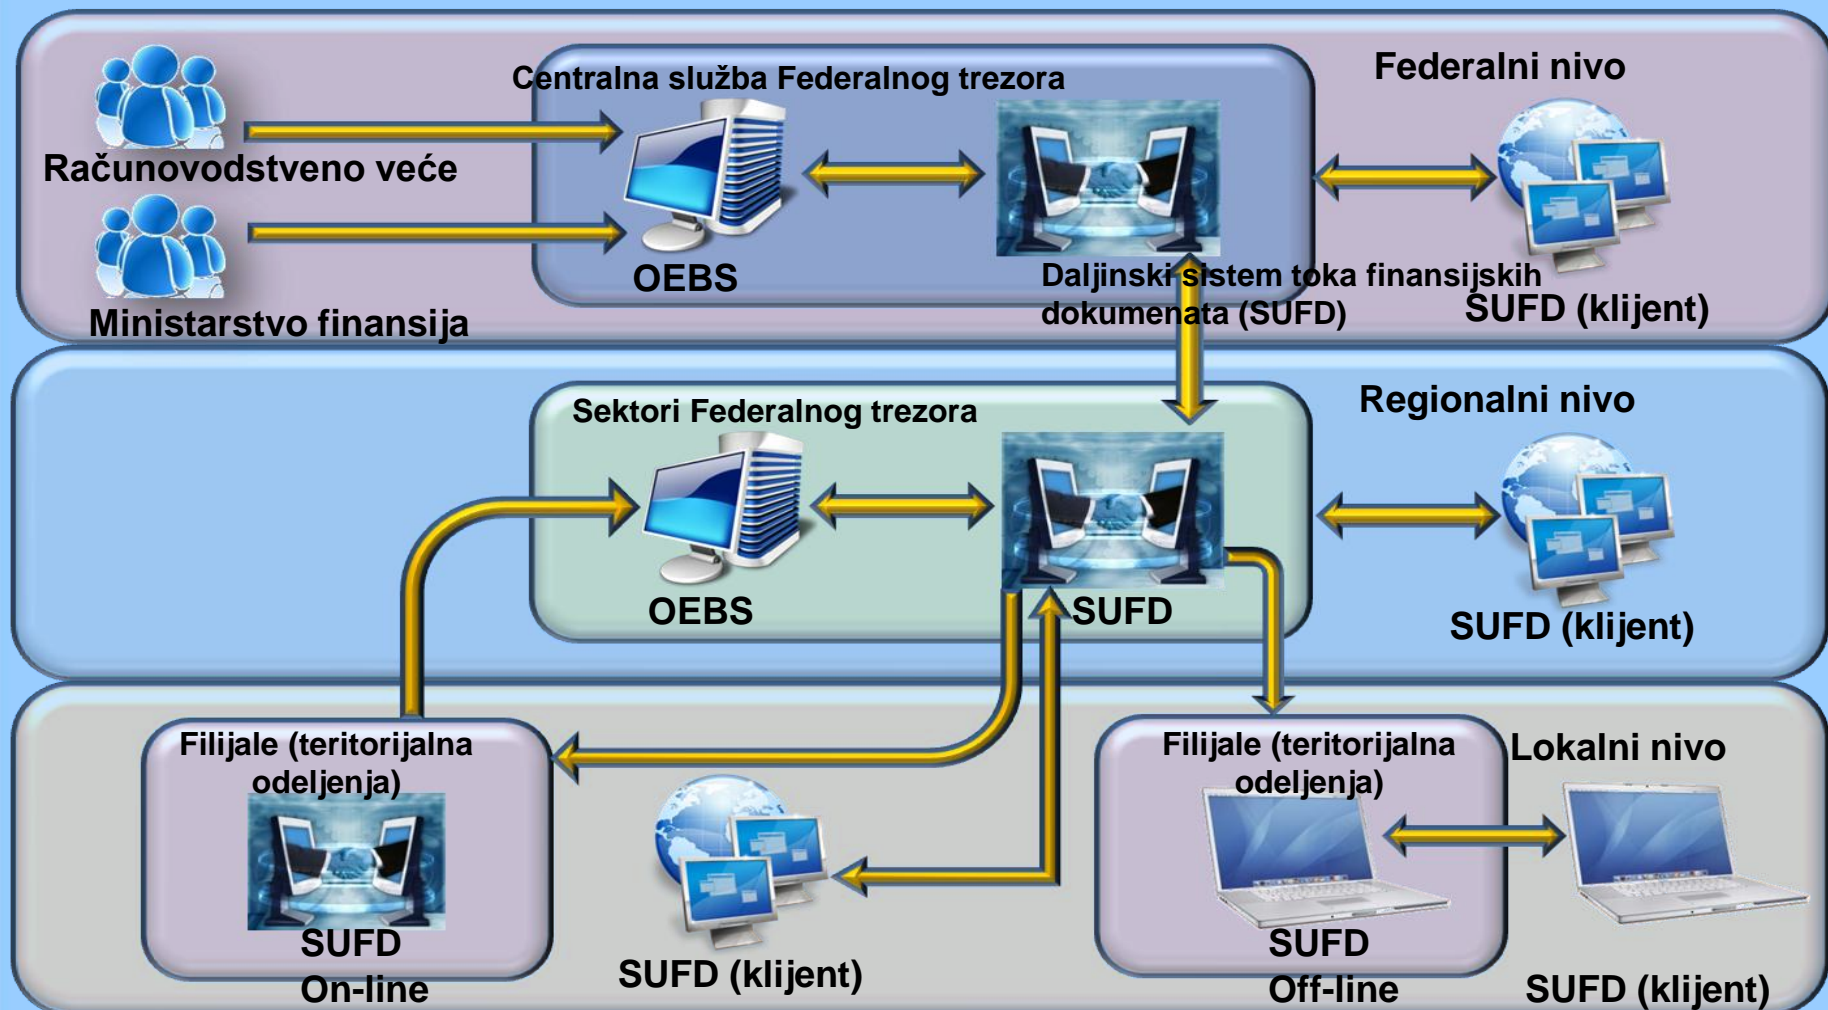 Centralna služba Federalnog trezora
Federalni nivo
Računovodstveno veće
OEBS
Daljinski sistem toka finansijskih
dokumenata (SUFD)
SUFD (klijent)
Ministarstvo finansija
Sektori Federalnog trezora
Regionalni nivo
OEBS
SUFD
SUFD (klijent)
Filijale (teritorijalna
odeljenja)
SUFD
On-line
SUFD (klijent)
Filijale (teritorijalna
odeljenja)
SUFD
Off-line
Lokalni nivo
SUFD (klijent)